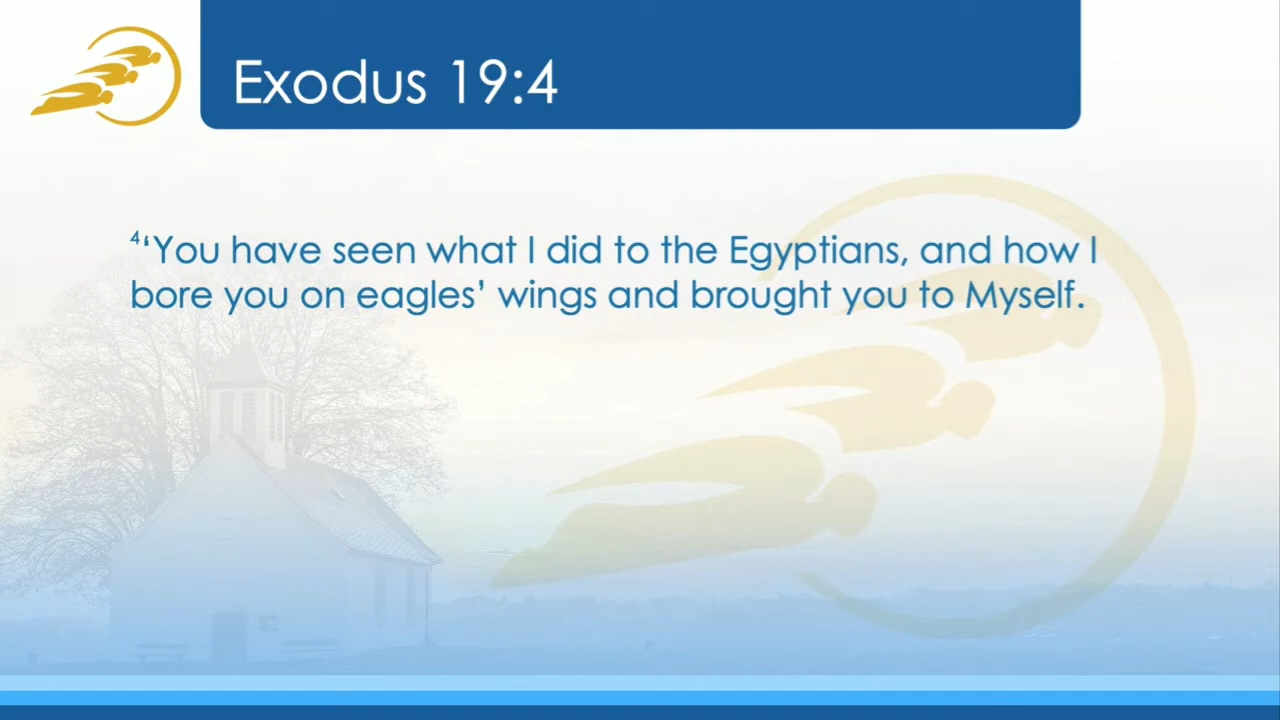 Exodus 19:4
⁴‘You have seen what I did to the Egyptians, and how I
bore you on eagles’ wings and brought you to Myself.